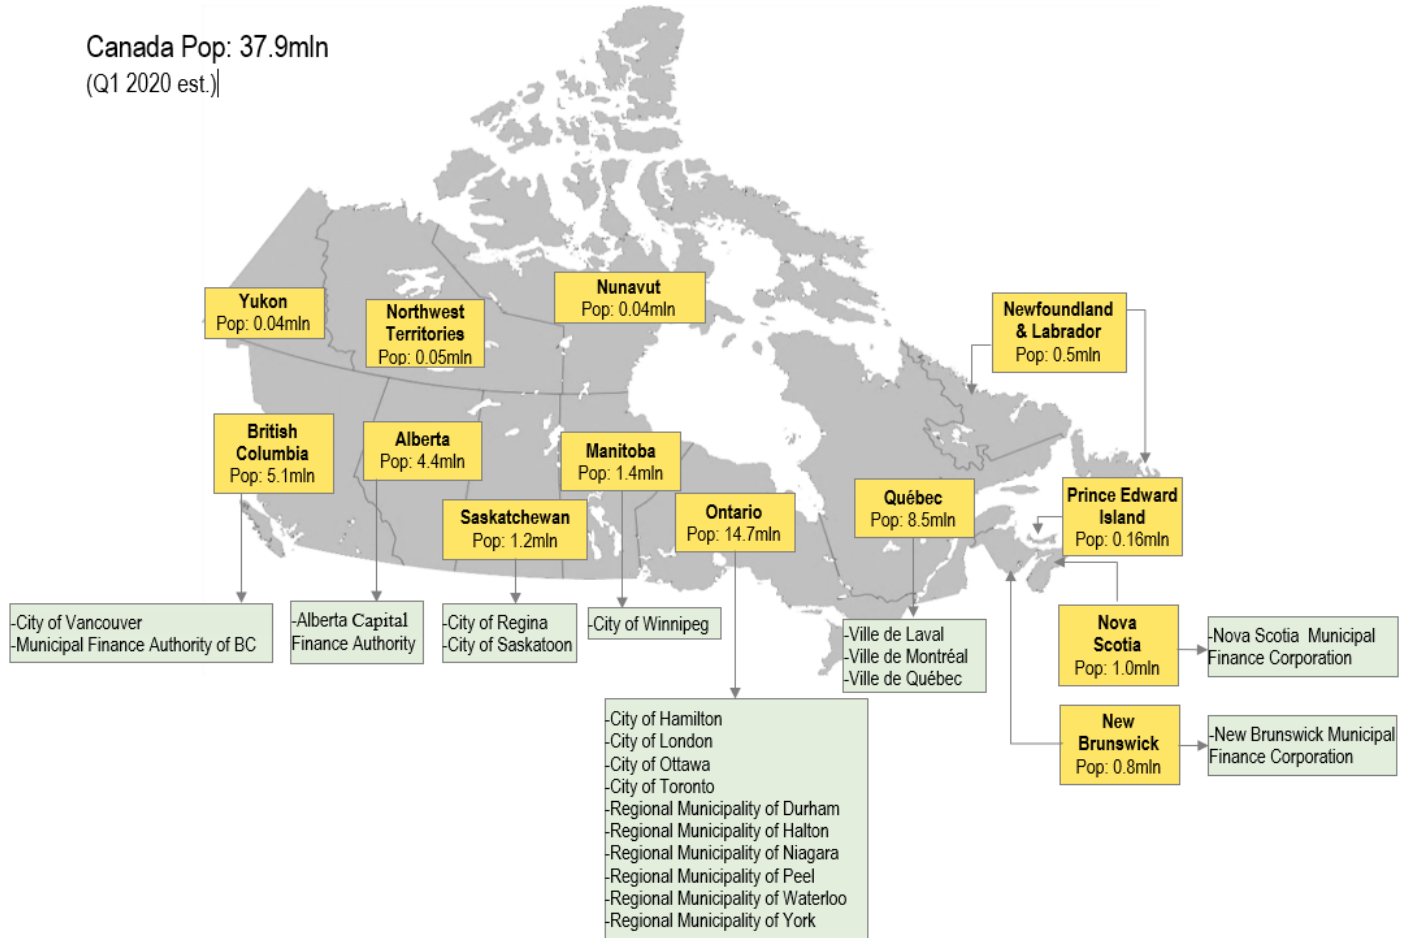 Canada Pop: 37.9mln
(Q1 2020 est.)
Yukon
Pop: 0.04mln
Northwest
Territories
Pop: 0.05mln
Nunavut
Pop: 0.04mln
Newfoundland
& Labrador
Pop: 0.5mln
British
Columbia
Pop: 5.1mln
Alberta
Pop: 4.4mln
Saskatchewan
Pop: 1.2mln
Manitoba
Pop: 1.4mln
Ontario
Pop: 14.7mln
Québec
Pop: 8.5mln
Prince Edward
Island
Pop: 0.16mln
-City of Vancouver
-Municipal Finance Authority of BC
-Alberta Capital
Finance Authority
-City of Regina
-City of Saskatoon
-City of Winnipeg
-Ville de Laval
-Ville de Montréal
-Ville de Québec
Nova
Scotia
Pop: 1.0mln
-Nova Scotia Municipal
Finance Corporation
New
Brunswick
Pop: 0.8mln
-New Brunswick Municipal
Finance Corporation
-City of Hamilton
-City of London
-City of Ottawa
-City of Toronto
-Regional Municipality of Durham
-Regional Municipality of Halton
-Regional Municipality of Niagara
-Regional Municipality of Peel
-Regional Municipality of Waterloo
-Regional Municipality of York